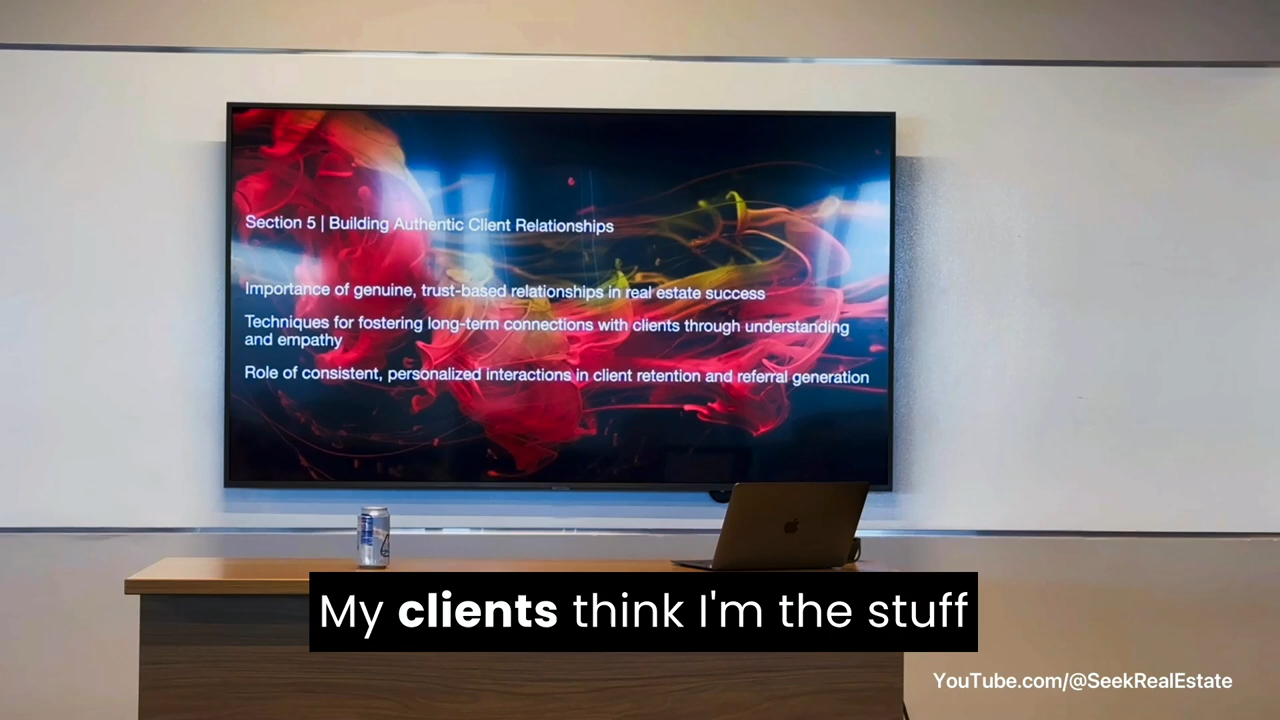 Section 5 | Building Authentic Client Relationships
Importance of genuine, trust-based relationships in real estate success
Techniques for fostering long-term connections with clients through understanding
and empathy
Role of consistent, personalized interactions in client retention and referral generation
My clients think I'm the stuff
YouTube.com/@SeekRealEstate